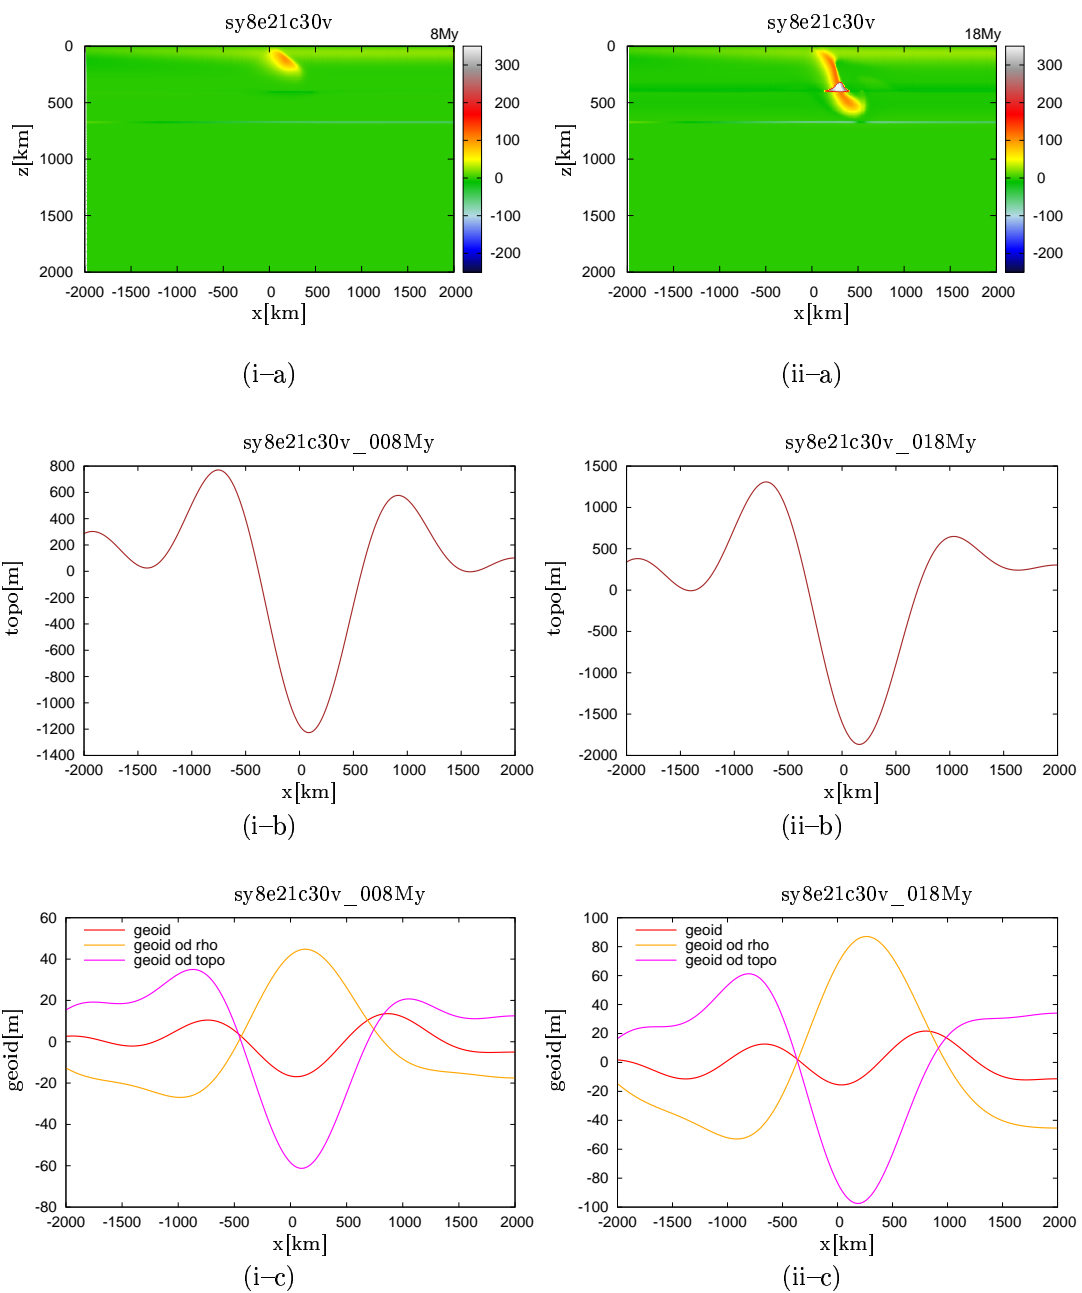 sy8e21c30v
8My
0
500
1000
1500
2000
z[km]
-2000 -1500 -1000 -500 0 500 1000 1500 2000
x[km]
300
200
100
0
-100
-200
(i–a)
sy8e21c30v
18My
0
500
1000
1500
2000
z[km]
-2000 -1500 -1000 -500 0 500 1000 1500 2000
x[km]
300
200
100
0
-100
-200
(ii–a)
sy8e21c30v_008My
800
600
400
200
0
-200
-400
-600
-800
-1000
-1200
-1400
topo[m]
-2000 -1500 -1000 -500 0 500 1000 1500 2000
x[km]
(i–b)
sy8e21c30v_018My
1500
1000
500
0
-500
-1000
-1500
-2000
topo[m]
-2000 -1500 -1000 -500 0 500 1000 1500 2000
x[km]
(ii–b)
sy8e21c30v_008My
geoid
geoid od rho
geoid od topo
60
40
20
0
-20
-40
-60
-80
geoid[m]
-2000 -1500 -1000 -500 0 500 1000 1500 2000
x[km]
(i–c)
sy8e21c30v_018My
geoid
geoid od rho
geoid od topo
100
80
60
40
20
0
-20
-40
-60
-80
-100
geoid[m]
-2000 -1500 -1000 -500 0 500 1000 1500 2000
x[km]
(ii–c)